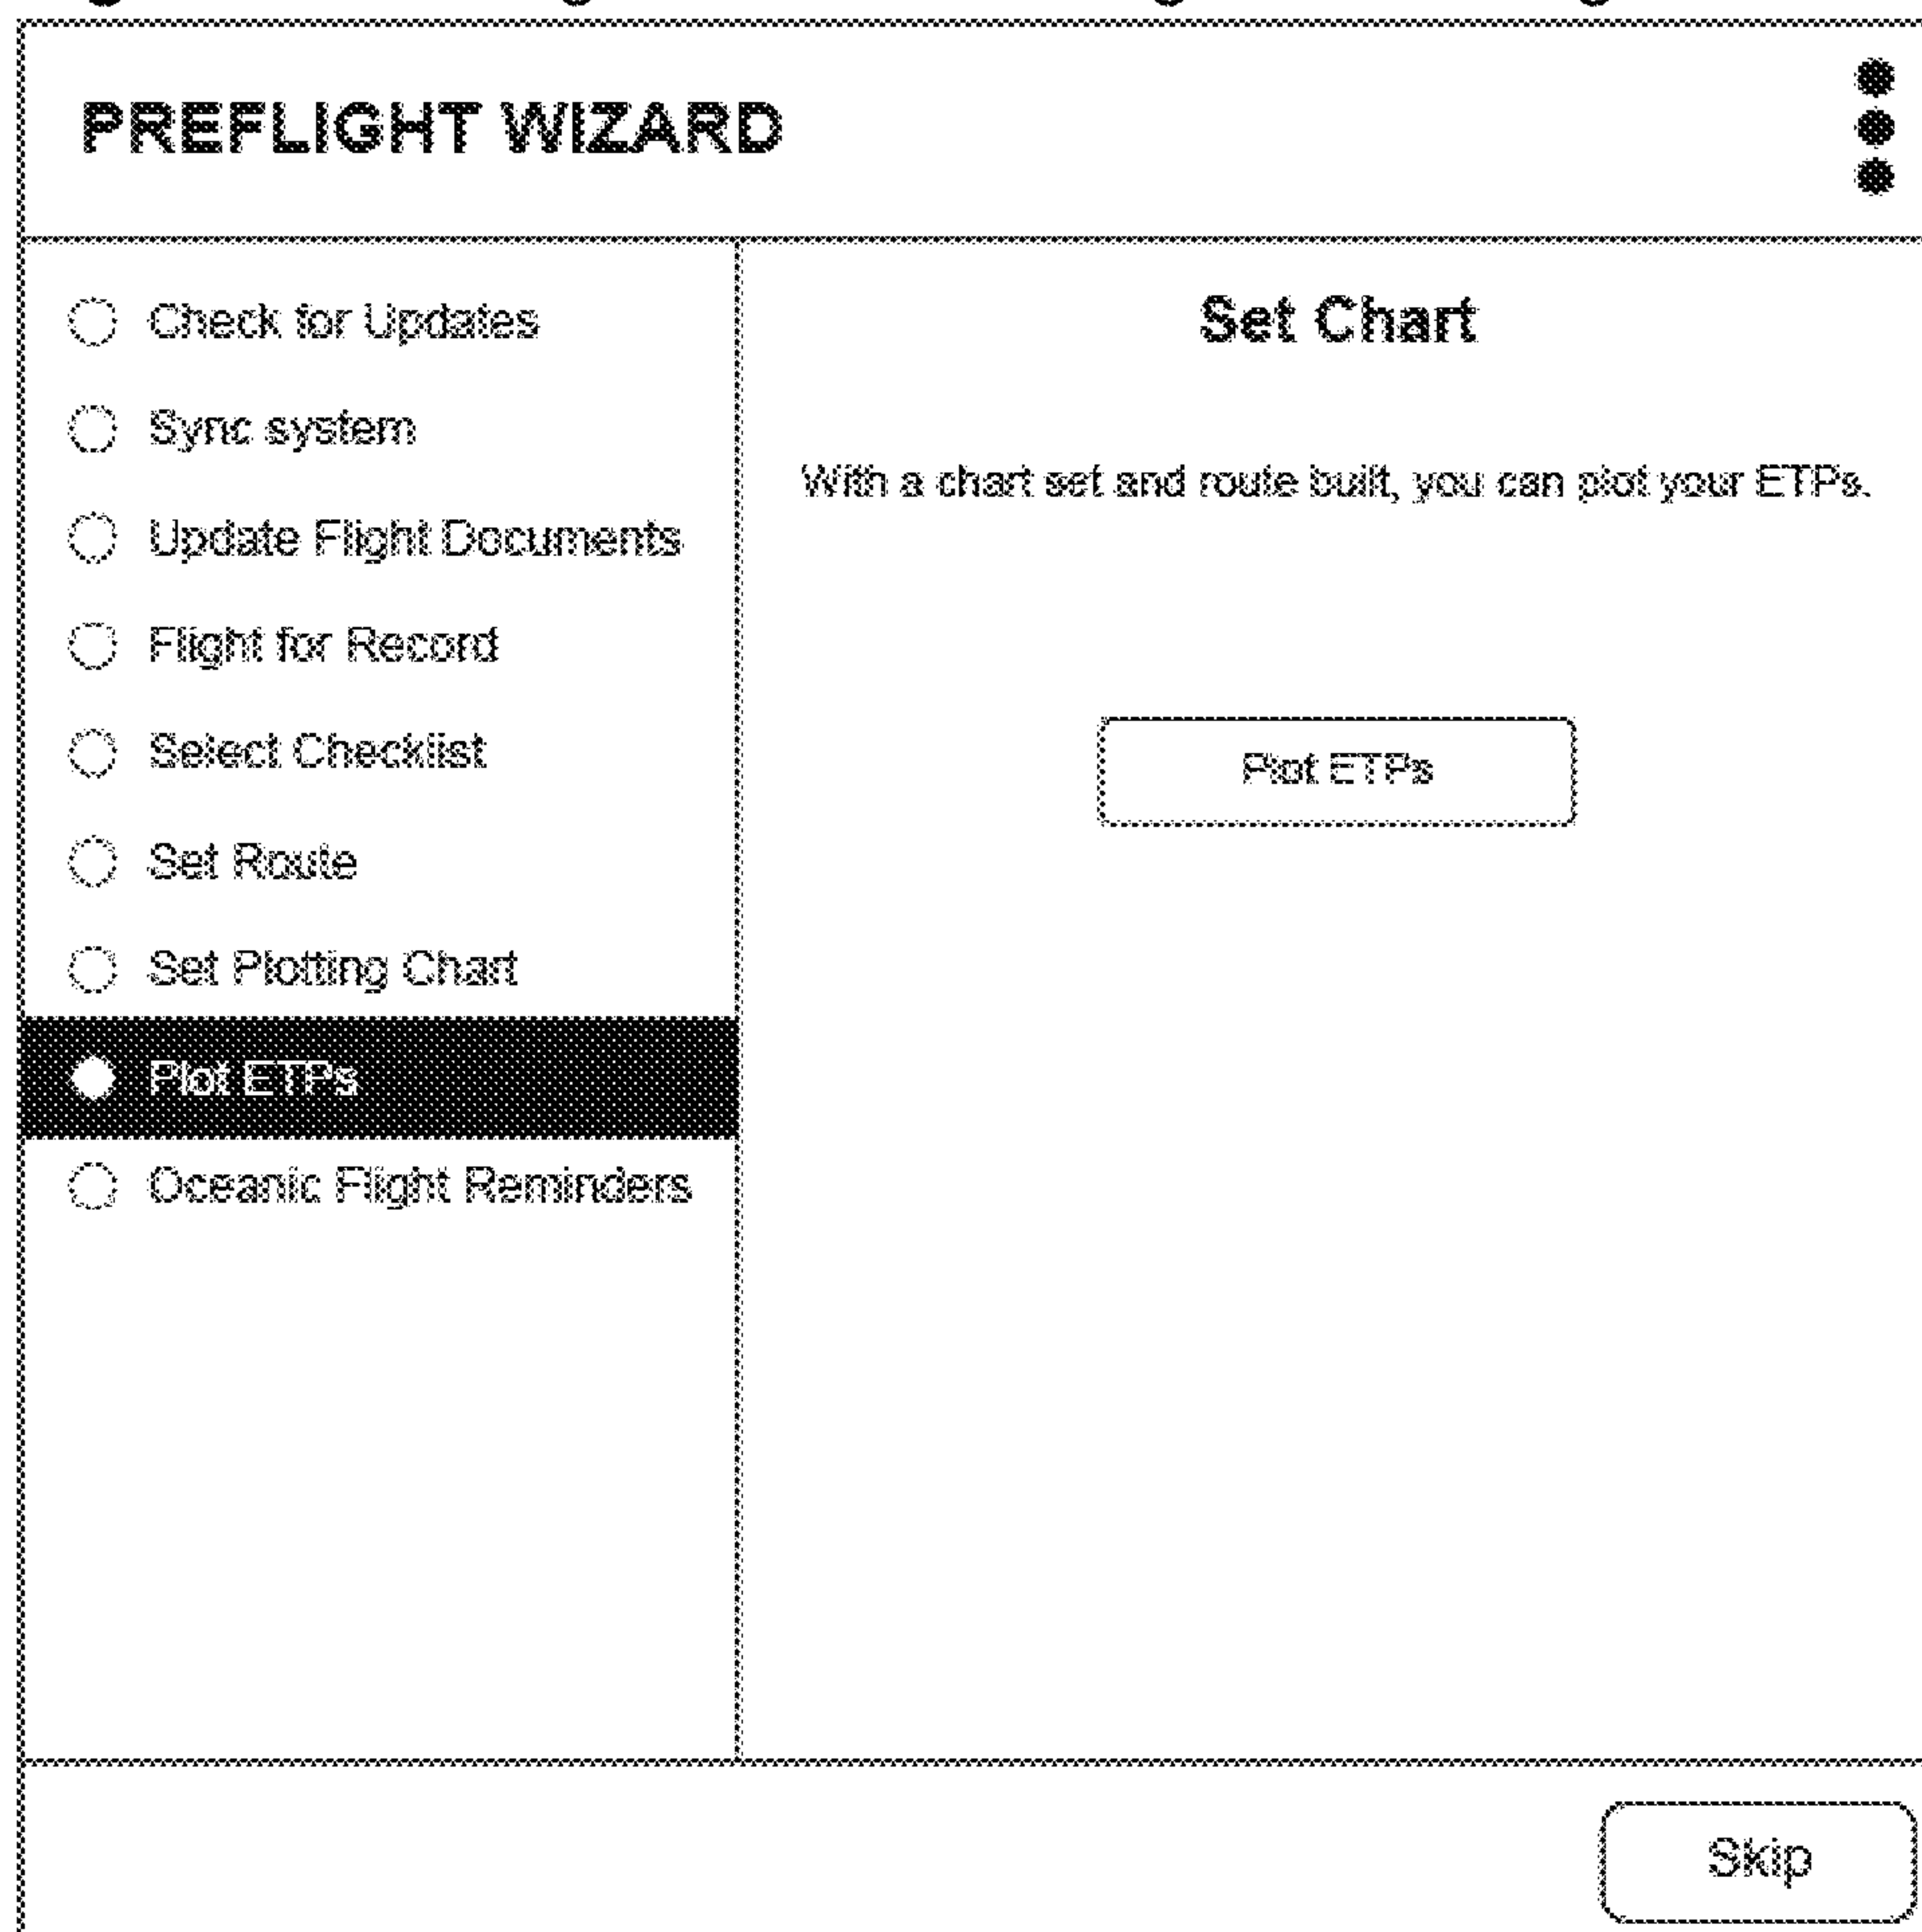 PREFLIGHT WIZARD
Check for Updates
Sync system
Update Flight Documents
Flight for Record
Select Checklist
Set Route
Set Plotting Chart
Plot ETPs
Oceanic Flight Reminders
Set Chart
With a chart set and route built, you can plot your ETPs.
Plot ETPs
Skip